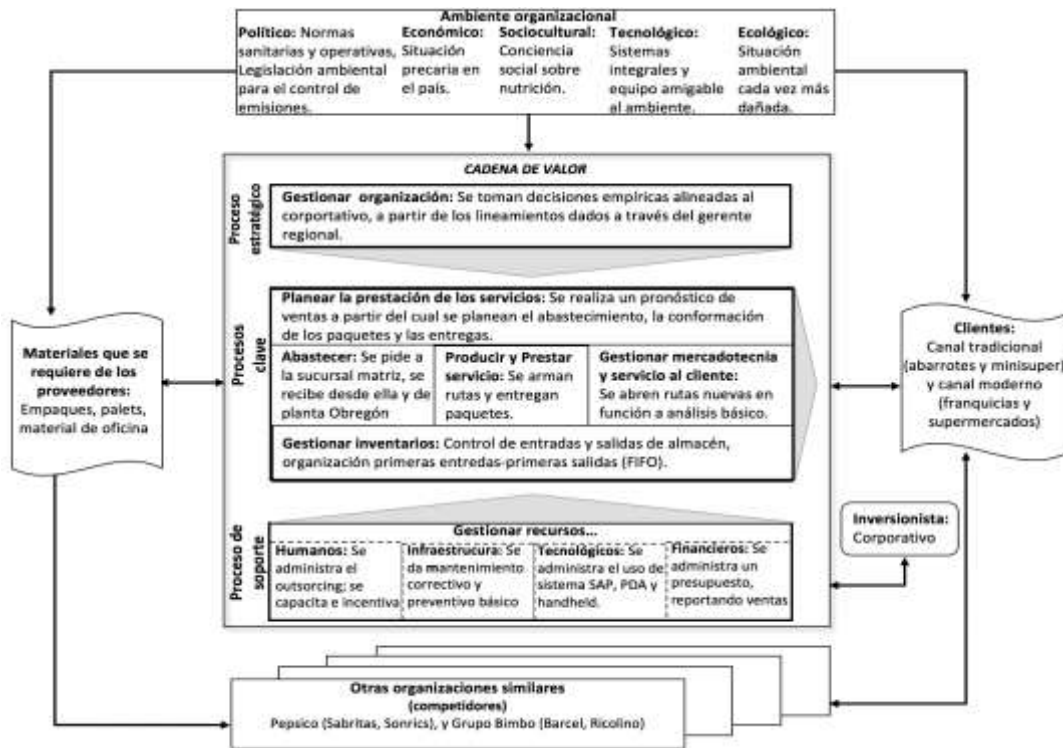 Ambiente organizacional
Político: Normas
sanitarias y operativas,
Legislación ambiental
para el control de
emisiones.
Económico:
Situación
precaria en
el país.
Sociocultural:
Conciencia
social sobre
nutrición.
Tecnológico:
Sistemas
integrales y
equipo amigable
al ambiente.
Ecológico:
Situación
ambiental
cada vez más
dañada.
CADENA DE VALOR
Proceso
estratégico
Gestionar organización: Se toman decisiones empíricas alineadas al
corportativo, a partir de los lineamientos dados a través del gerente
regional.
Procesos
clave
Planear la prestación de los servicios: Se realiza un pronóstico de
ventas a partir del cual se planean el abastecimiento, la conformación
de los paquetes y las entregas.
Abastecer: Se pide a
la sucursal matriz, se
recibe desde ella y de
planta Obregón
Producir y Prestar
servicio: Se arman
rutas y entregan
paquetes.
Gestionar mercadotecnia
y servicio al cliente:
Se abren rutas nuevas en
función a análisis básico.
Gestionar inventarios: Control de entradas y salidas de almacén,
organización primeras entredas-primeras salidas (FIFO).
Proceso de
soporte
Gestionar recursos...
Humanos: Se
administra el
outsorcing; se
capacita e incentiva
Infraestrucura: Se
da mantenimiento
correctivo y
preventivo básico
Tecnológicos: Se
administra el uso de
sistema SAP, PDA y
handheld.
Financieros: Se
administra un
presupuesto,
reportando ventas
Materiales que se
requiere de los
proveedores:
Empaques, palets,
material de oficina
Clientes:
Canal tradicional
(abarrotes y minisuper)
y canal moderno
(franquicias y
supermercados)
Inversionista:
Corporativo
Otras organizaciones similares
(competidores)
Pepsico (Sabritas, Sonrics), y Grupo Bimbo (Barcel, Ricolino)